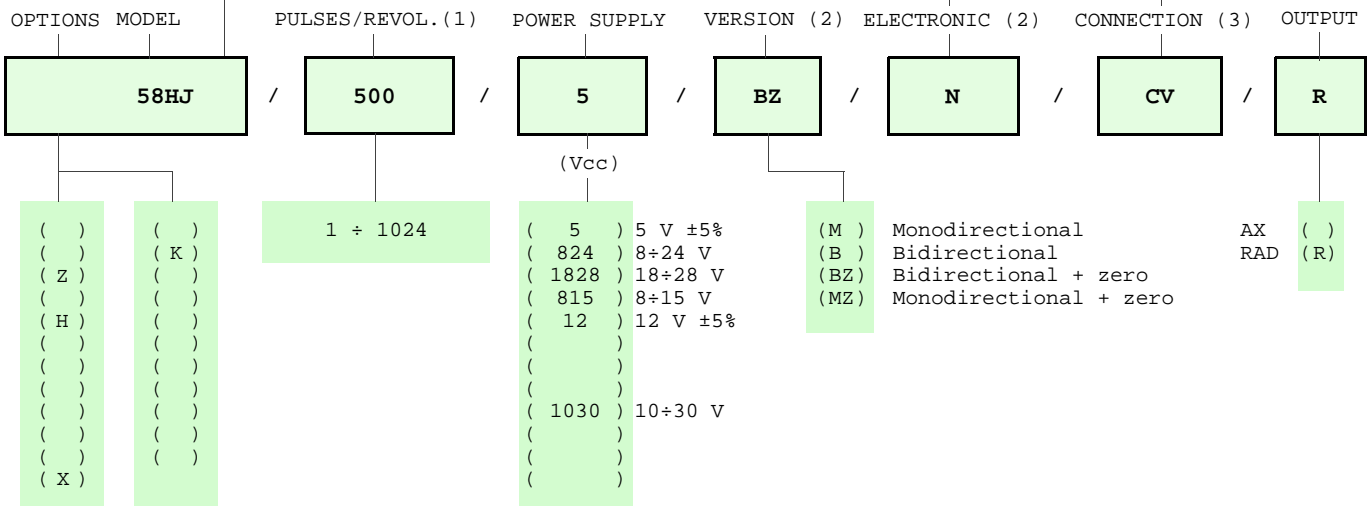 OPTIONS MODEL PULSES/REVOL.(1) POWER SUPPLY VERSION (2) ELECTRONIC (2) CONNECTION (3) OUTPUT
58HJ / 500 / 5 / BZ / N / CV / R
(Vcc)
( ) ( ) 1 ÷ 1024 ( 5 ) 5 V ±5% (M ) Monodirectional AX ( )
( ) ( K ) ( 824 ) 8÷24 V (B ) Bidirectional RAD (R)
( Z ) ( ) ( 1828 ) 18÷28 V (BZ) Bidirectional + zero
( ) ( ) ( 815 ) 8÷15 V (MZ) Monodirectional + zero
( H ) ( ) ( 12 ) 12 V ±5%
( ) ( ) ( )
( ) ( ) ( )
( ) ( ) ( )
( ) ( ) ( 1030 ) 10÷30 V
( ) ( ) ( )
( ) ( ) ( )
( X ) ( )